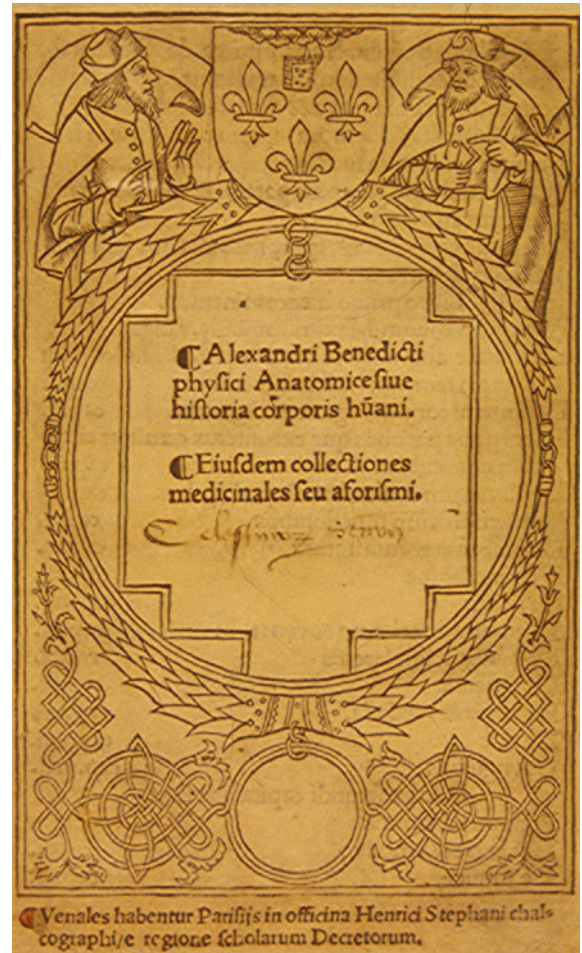 ¶Alexandri Benedicti
phyſici Anatomice ſiue
hiſtoria corporis hūani.
¶Eiuſdem collectiones
medicinales ſeu aforiſmi.
¶Venales habentur Pariſijs in officina Henrici Stephani chal-
cographi/e regione ſcholarum Decretorum.